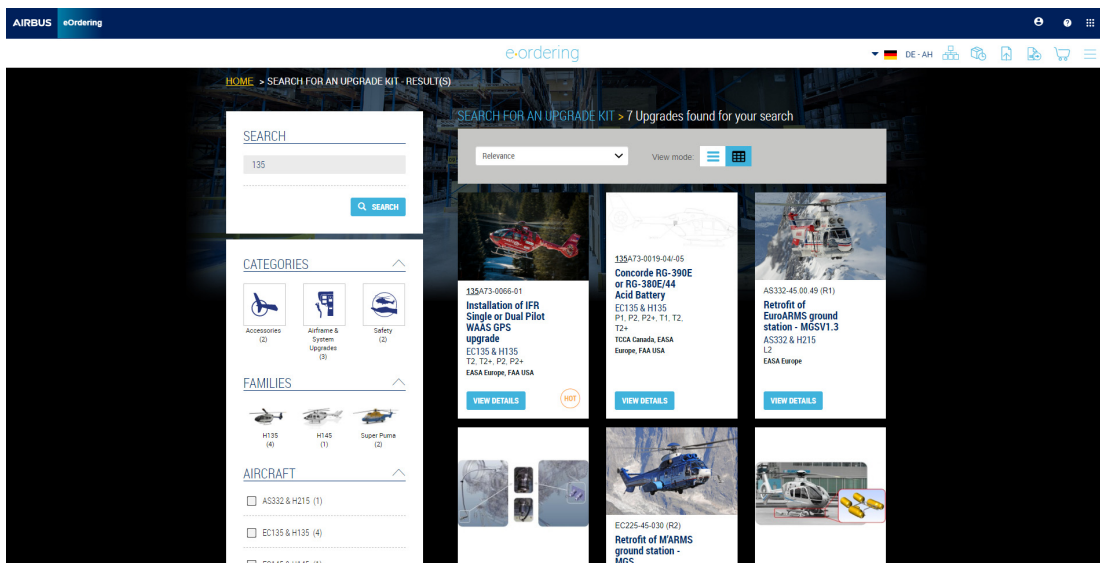 AIRBUS eOrdering
e-ordering
DE - AH
HOME > SEARCH FOR AN UPGRADE KIT - RESULT(S)
SEARCH
135
SEARCH
CATEGORIES
Accessories
(2)
Airframe &
System
Upgrades
(3)
Safety
(2)
FAMILIES
H135
(4)
H145
(1)
Super Puma
(2)
AIRCRAFT
AS332 & H215 (1)
EC135 & H135 (4)
SEARCH FOR AN UPGRADE KIT > 7 Upgrades found for your search
Relevance
View mode:
135A73-0066-01
Installation of IFR
Single or Dual Pilot
WAAS GPS
upgrade
EC135 & H135
T2, T2+, P2, P2+
EASA Europe, FAA USA
VIEW DETAILS
HOT
135A73-0019-04/-05
Concorde RG-390E
or RG-380E/44
Acid Battery
EC135 & H135
P1, P2, P2+, T1, T2,
T2+
TCCA Canada, EASA
Europe, FAA USA
VIEW DETAILS
AS332-45.00.49 (R1)
Retrofit of
EuroARMS ground
station - MGSV1.3
AS332 & H215
L2
EASA Europe
VIEW DETAILS
EC225-45-030 (R2)
Retrofit of M'ARMS
ground station -
MGS